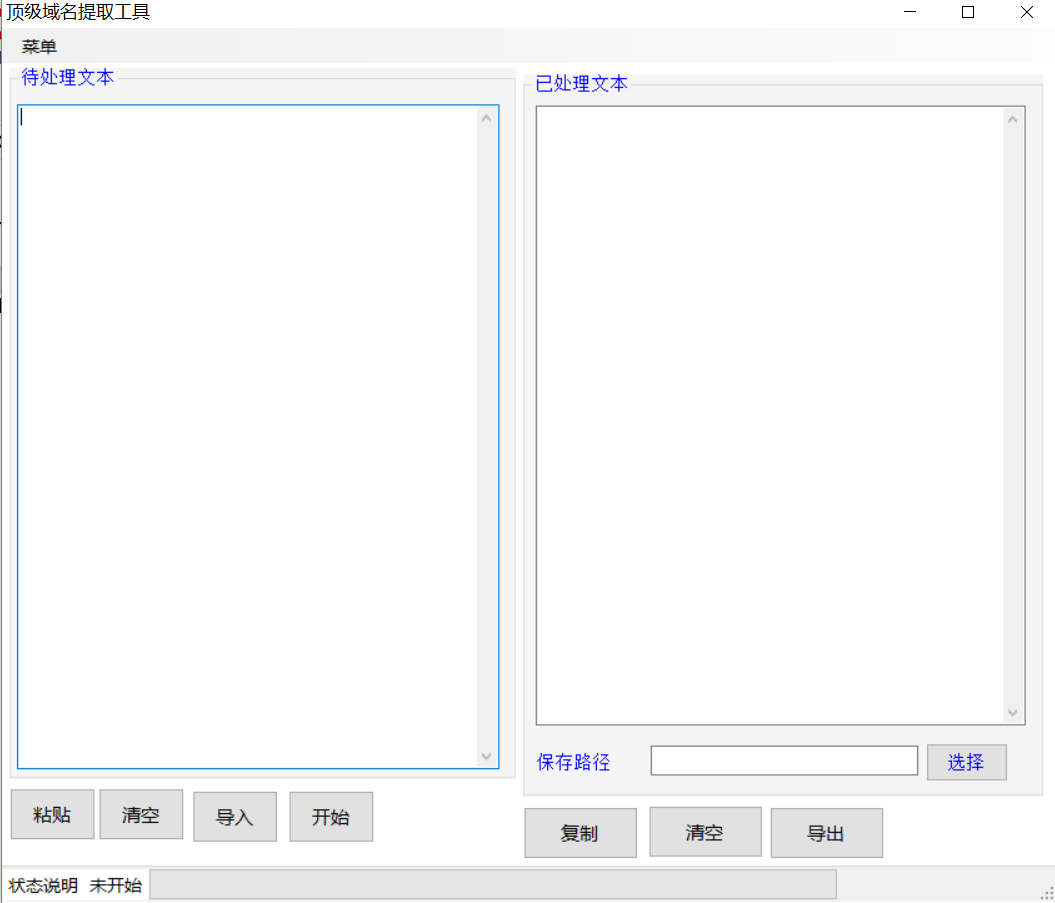 顶级域名提取工具
菜单
待处理文本
已处理文本
保存路径
选择
粘贴
清空
导入
开始
复制
清空
导出
状态说明 未开始